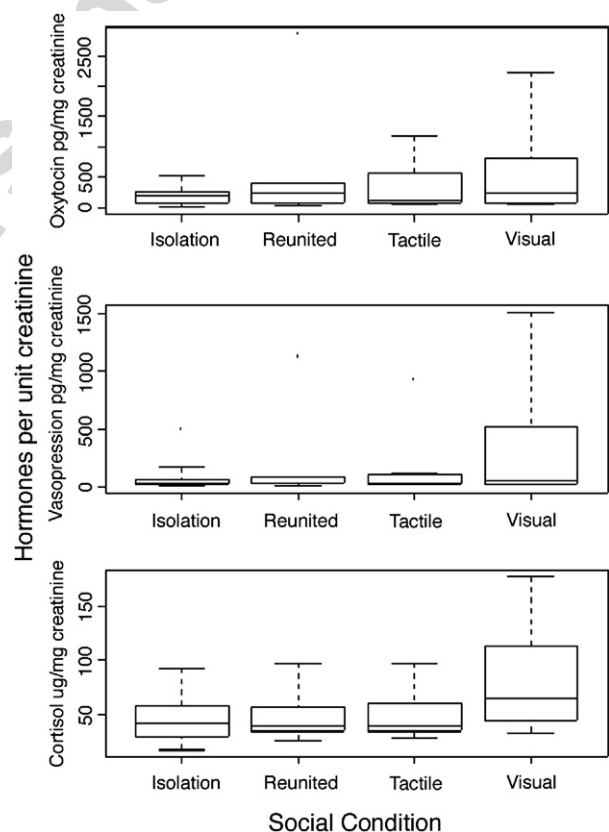 Hormones per unit creatinine
Oxytocin pg/mg creatinine
2500
1500
500
0
Isolation Reunited Tactile Visual
Vasopression pg/mg creatinine
1500
1000
500
0
Isolation Reunited Tactile Visual
Cortisol ug/mg creatinine
150
100
50
Isolation Reunited Tactile Visual
Social Condition